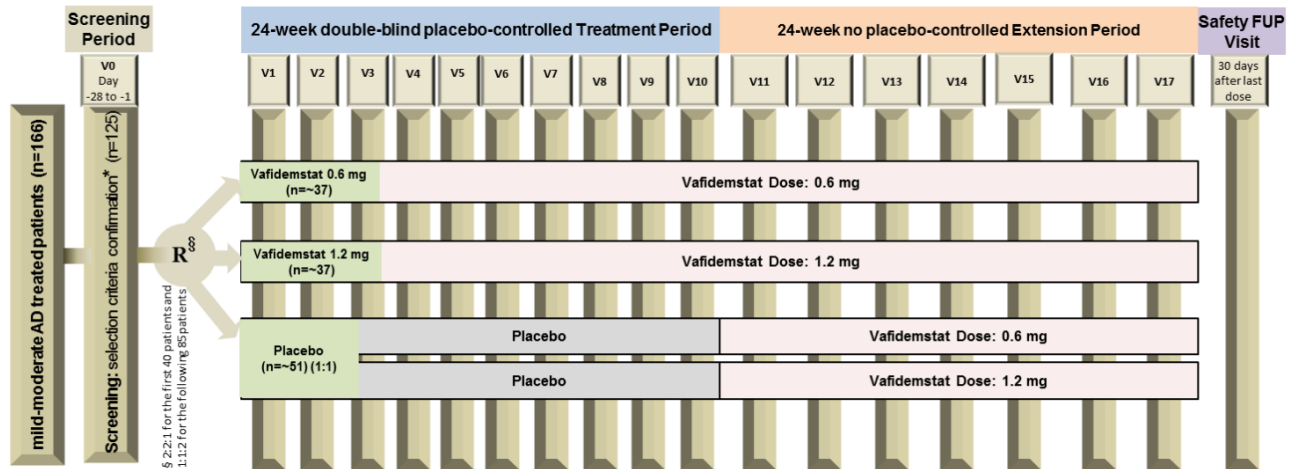 Screening
Period
24-week double-blind placebo-controlled Treatment Period
24-week no placebo-controlled Extension Period
Safety FUP
Visit
V0
Day
-28 to -1
V1
V2
V3
V4
V5
V6
V7
V8
V9
V10
V11
V12
V13
V14
V15
V16
V17
30 days
after last
dose
mild-moderate AD treated patients (n=166)
Screening: selection criteria confirmation* (n=125)
R§
§ 2:2:1 for the first 40 patients and
1:1:2 for the following 85 patients
Vafidemstat 0.6 mg
(n=~37)
Vafidemstat Dose: 0.6 mg
Vafidemstat 1.2 mg
(n=~37)
Vafidemstat Dose: 1.2 mg
Placebo
(n=~51) (1:1)
Placebo
Vafidemstat Dose: 0.6 mg
Placebo
Vafidemstat Dose: 1.2 mg